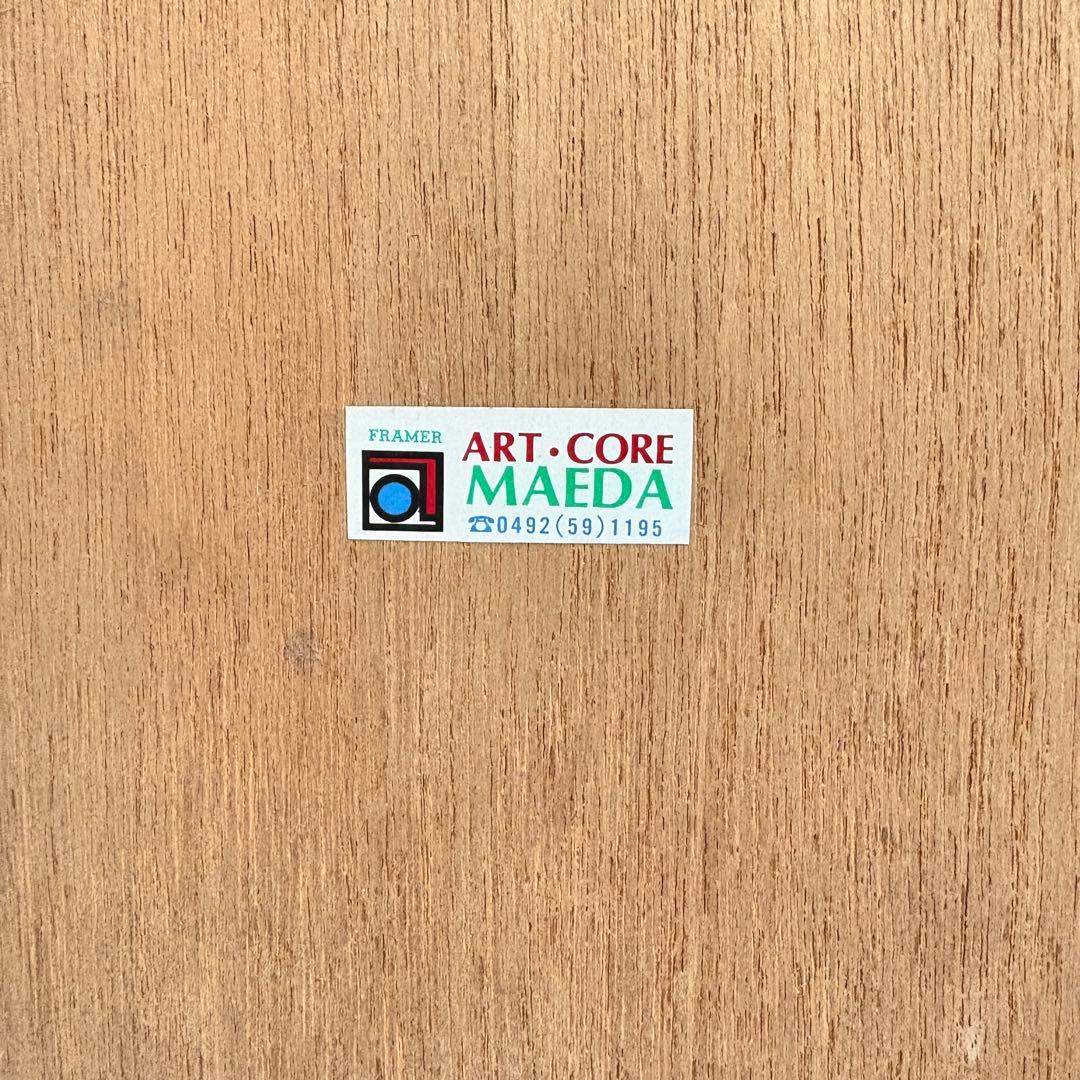 FRAMER
ART・CORE
MAEDA
☎0492(59)1195